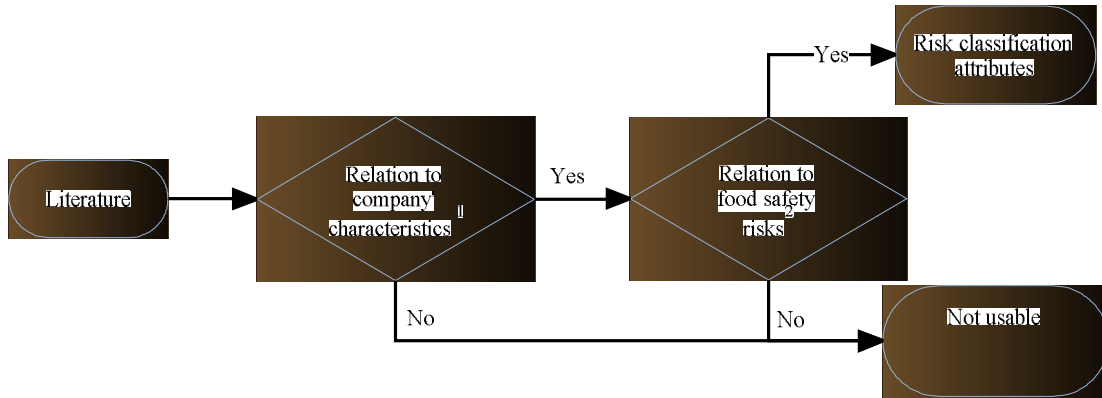 Literature
Relation to
company
characteristics 1
Yes
No
Relation to
food safety
risks 2
Yes
No
Risk classification
attributes
Not usable